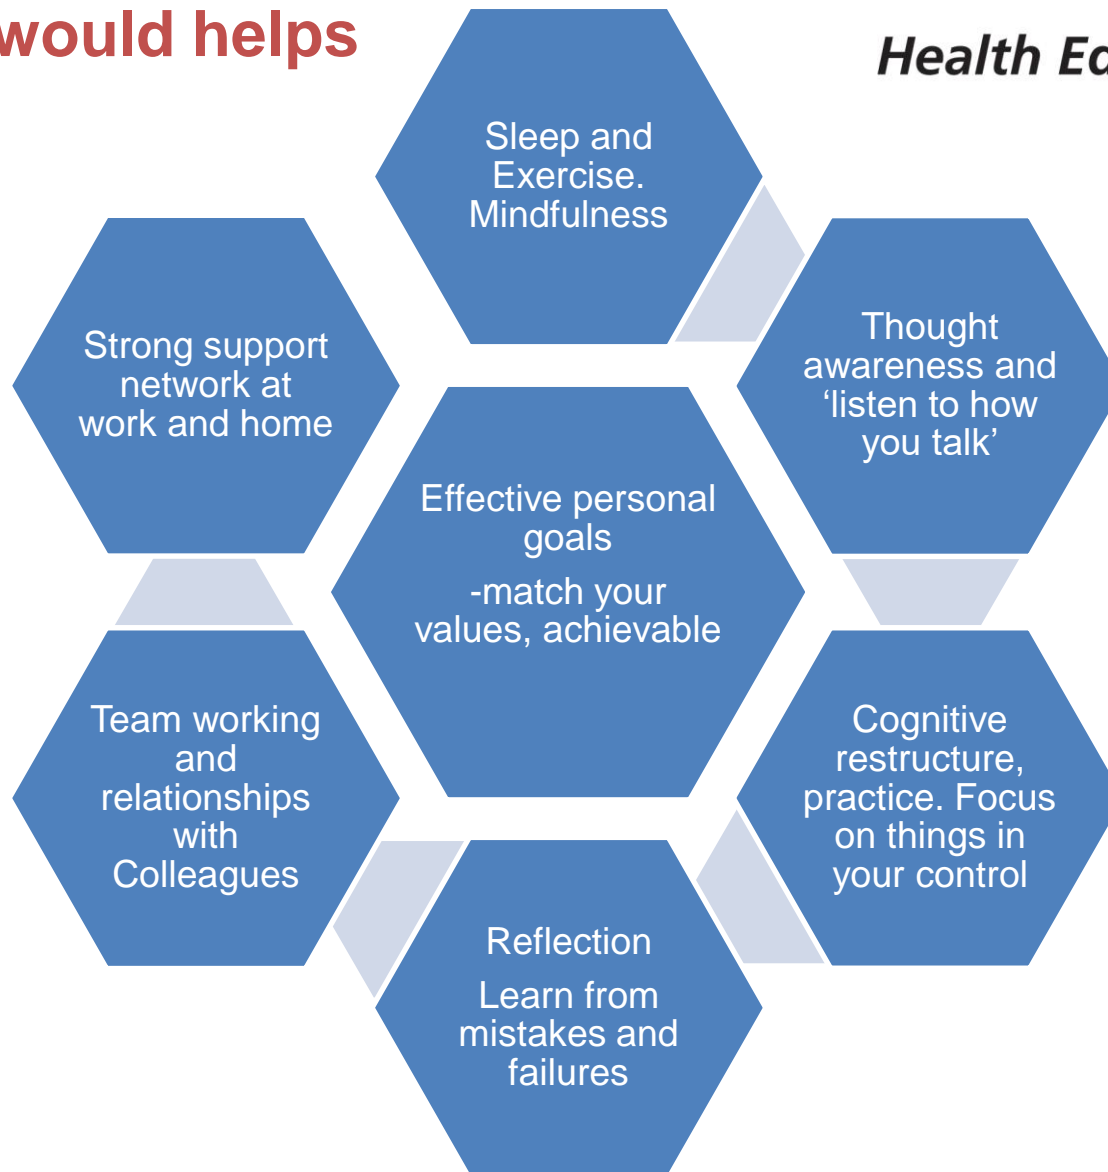 would helps
Health Ed
Sleep and
Exercise.
Mindfulness
Thought
awareness and
‘listen to how
you talk’
Strong support
network at
work and home
Effective personal
goals
-match your
values, achievable
Cognitive
restructure,
practice. Focus
on things in
your control
Team working
and
relationships
with
Colleagues
Reflection
Learn from
mistakes and
failures